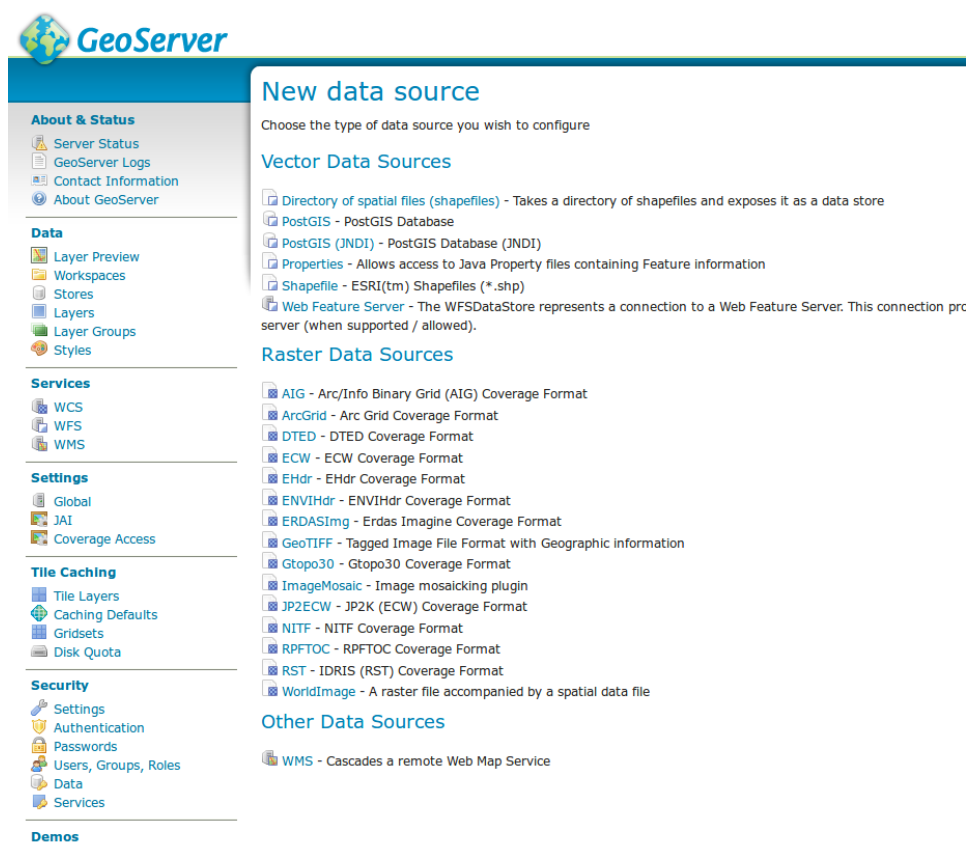 GeoServer
About & Status
Server Status
GeoServer Logs
Contact Information
About GeoServer
Data
Layer Preview
Workspaces
Stores
Layers
Layer Groups
Styles
Services
WCS
WFS
WMS
Settings
Global
JAI
Coverage Access
Tile Caching
Tile Layers
Caching Defaults
Gridsets
Disk Quota
Security
Settings
Authentication
Passwords
Users, Groups, Roles
Data
Services
Demos
New data source
Choose the type of data source you wish to configure
Vector Data Sources
Directory of spatial files (shapefiles) - Takes a directory of shapefiles and exposes it as a data store
PostGIS - PostGIS Database
PostGIS (JNDI) - PostGIS Database (JNDI)
Properties - Allows access to Java Property files containing Feature information
Shapefile - ESRI(tm) Shapefiles (*.shp)
Web Feature Server - The WFSDataStore represents a connection to a Web Feature Server. This connection pro
server (when supported / allowed).
Raster Data Sources
AIG - Arc/Info Binary Grid (AIG) Coverage Format
ArcGrid - Arc Grid Coverage Format
DTED - DTED Coverage Format
ECW - ECW Coverage Format
EHdr - EHdr Coverage Format
ENVIHdr - ENVIHdr Coverage Format
ERDASImg - Erdas Imagine Coverage Format
GeoTIFF - Tagged Image File Format with Geographic information
Gtopo30 - Gtopo30 Coverage Format
ImageMosaic - Image mosaicking plugin
JP2ECW - JP2K (ECW) Coverage Format
NITF - NITF Coverage Format
RPFTOC - RPFTOC Coverage Format
RST - IDRIS (RST) Coverage Format
WorldImage - A raster file accompanied by a spatial data file
Other Data Sources
WMS - Cascades a remote Web Map Service